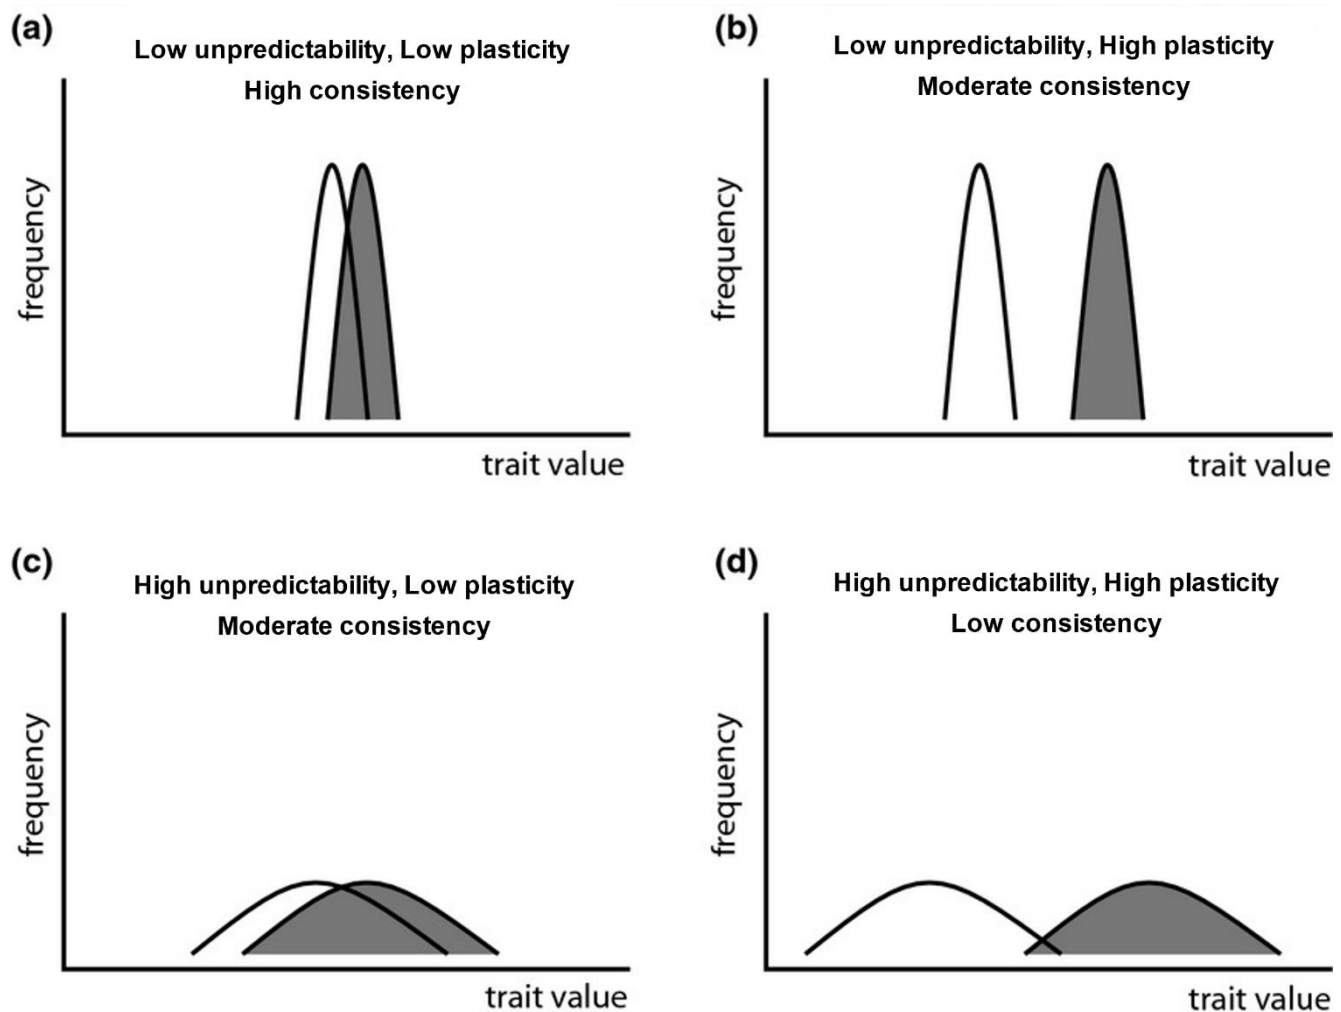 (a)
Low unpredictability, Low plasticity
High consistency
frequency
trait value
(b)
Low unpredictability, High plasticity
Moderate consistency
frequency
trait value
(c)
High unpredictability, Low plasticity
Moderate consistency
frequency
trait value
(d)
High unpredictability, High plasticity
Low consistency
frequency
trait value